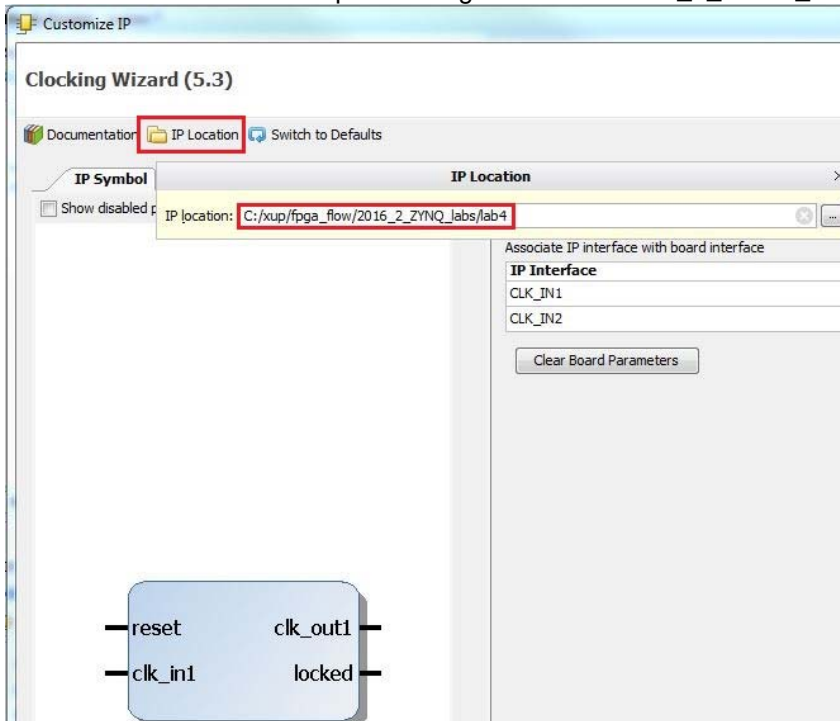 Customize IP
Clocking Wizard (5.3)
Documentation IP Location Switch to Defaults
IP Symbol IP Location
Show disabled p IP location: C:/xup/fpga_flow/2016_2_ZYNQ_labs/lab4 ...
Associate IP interface with board interface
IP Interface
CLK_IN1
CLK_IN2
Clear Board Parameters
reset clk_out1
clk_in1 locked